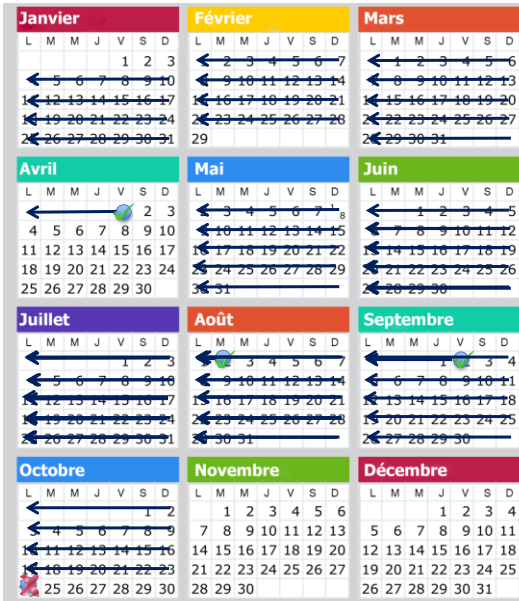 Janvier
L M M J V S D
1 2 3
5 6 7 8 9 10
11 12 13 14 15 16 17
18 19 20 21 22 23 24
25 26 27 28 29 30 31
Février
L M M J V S D
2 3 4 5 6 7
9 10 11 12 13 14
15 16 17 18 19 20 21
22 23 24 25 26 27 28
29
Mars
L M M J V S D
1 2 3 4 5 6
8 9 10 11 12 13
14 15 16 17 18 19 20
21 22 23 24 25 26 27
28 29 30 31
Avril
L M M J V S D
2 3
4 5 6 7 8 9 10
11 12 13 14 15 16 17
18 19 20 21 22 23 24
25 26 27 28 29 30
Mai
L M M J V S D
2 3 4 5 6 7 1 8
10 11 12 13 14 15
16 17 18 19 20 21 22
23 24 25 26 27 28 29
30 31
Juin
L M M J V S D
1 2 3 4 5
7 8 9 10 11 12
13 14 15 16 17 18 19
20 21 22 23 24 25 26
27 28 29 30
Juillet
L M M J V S D
1 2 3
5 6 7 8 9 10
11 12 13 14 15 16 17
18 19 20 21 22 23 24
25 26 27 28 29 30 31
Août
L M M J V S D
1 2 3 4 5 6 7
9 10 11 12 13 14
15 16 17 18 19 20 21
22 23 24 25 26 27 28
29 30 31
Septembre
L M M J V S D
1 2 3 4
6 7 8 9 10 11
12 13 14 15 16 17 18
19 20 21 22 23 24 25
26 27 28 29 30
Octobre
L M M J V S D
1 2
3 4 5 6 7 8 9
10 11 12 13 14 15 16
17 18 19 20 21 22 23
25 26 27 28 29 30
Novembre
L M M J V S D
1 2 3 4 5 6
7 8 9 10 11 12 13
14 15 16 17 18 19 20
21 22 23 24 25 26 27
28 29 30
Décembre
L M M J V S D
1 2 3 4
5 6 7 8 9 10 11
12 13 14 15 16 17 18
19 20 21 22 23 24 25
26 27 28 29 30 31